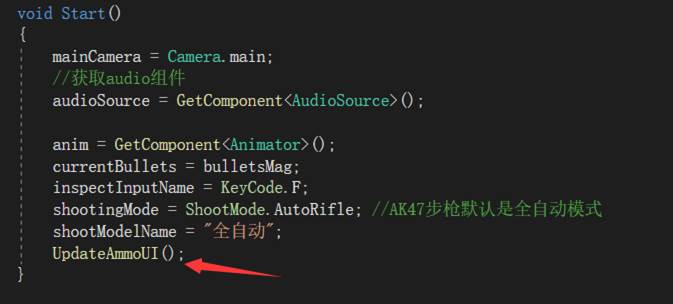 void Start()
{
mainCamera = Camera.main;
//获取audio组件
audioSource = GetComponent<AudioSource>();
anim = GetComponent<Animator>();
currentBullets = bulletsMag;
inspectInputName = KeyCode.F;
shootingMode = ShootMode.AutoRifle; //AK47步枪默认是全自动模式
shootModelName = "全自动";
UpdateAmmoUI();
}